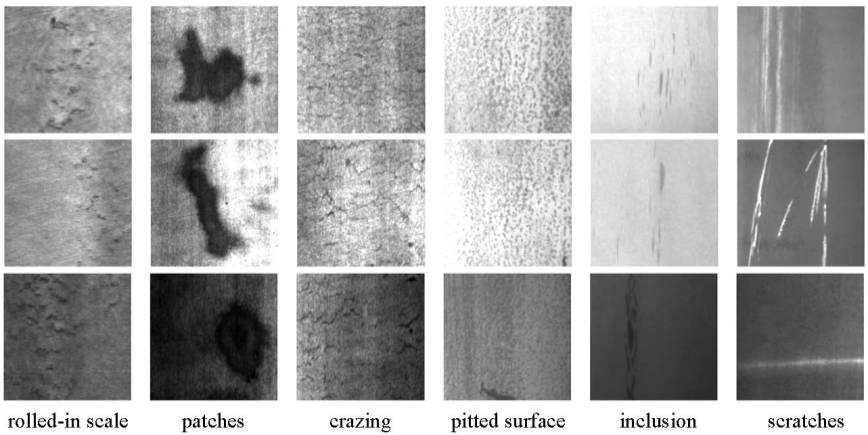 rolled-in scale patches crazing pitted surface inclusion scratches